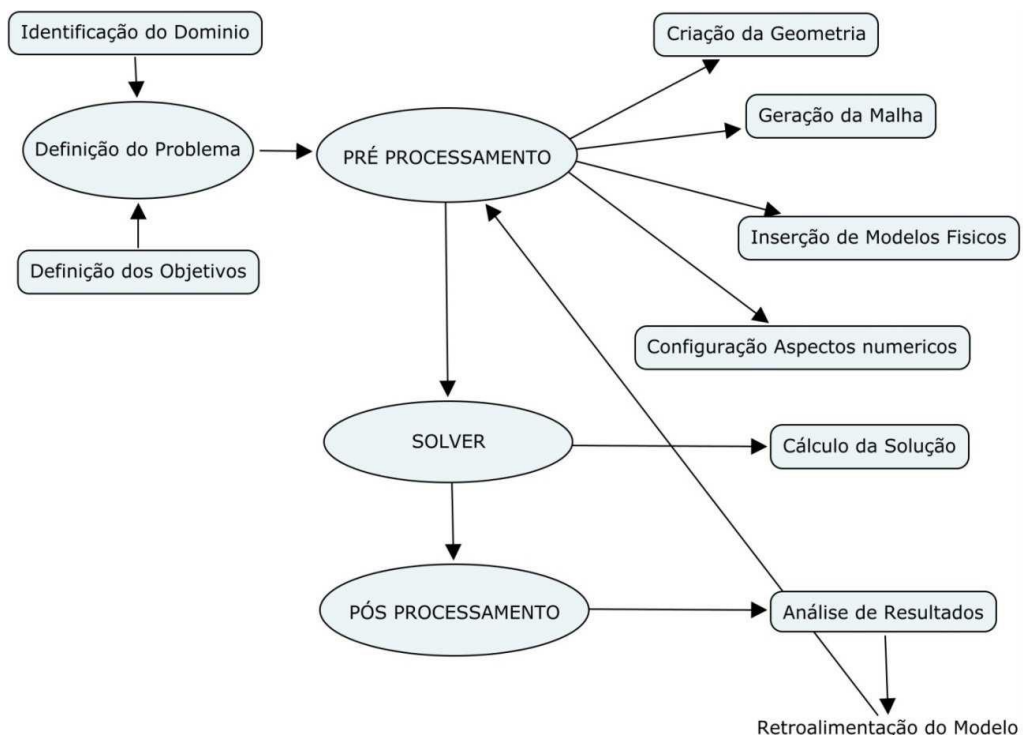 Identificação do Dominio
Criação da Geometria
Geração da Malha
Definição do Problema
PRÉ PROCESSAMENTO
Inserção de Modelos Fisicos
Definição dos Objetivos
Configuração Aspectos numericos
SOLVER
Cálculo da Solução
PÓS PROCESSAMENTO
Análise de Resultados
Retroalimentação do Modelo